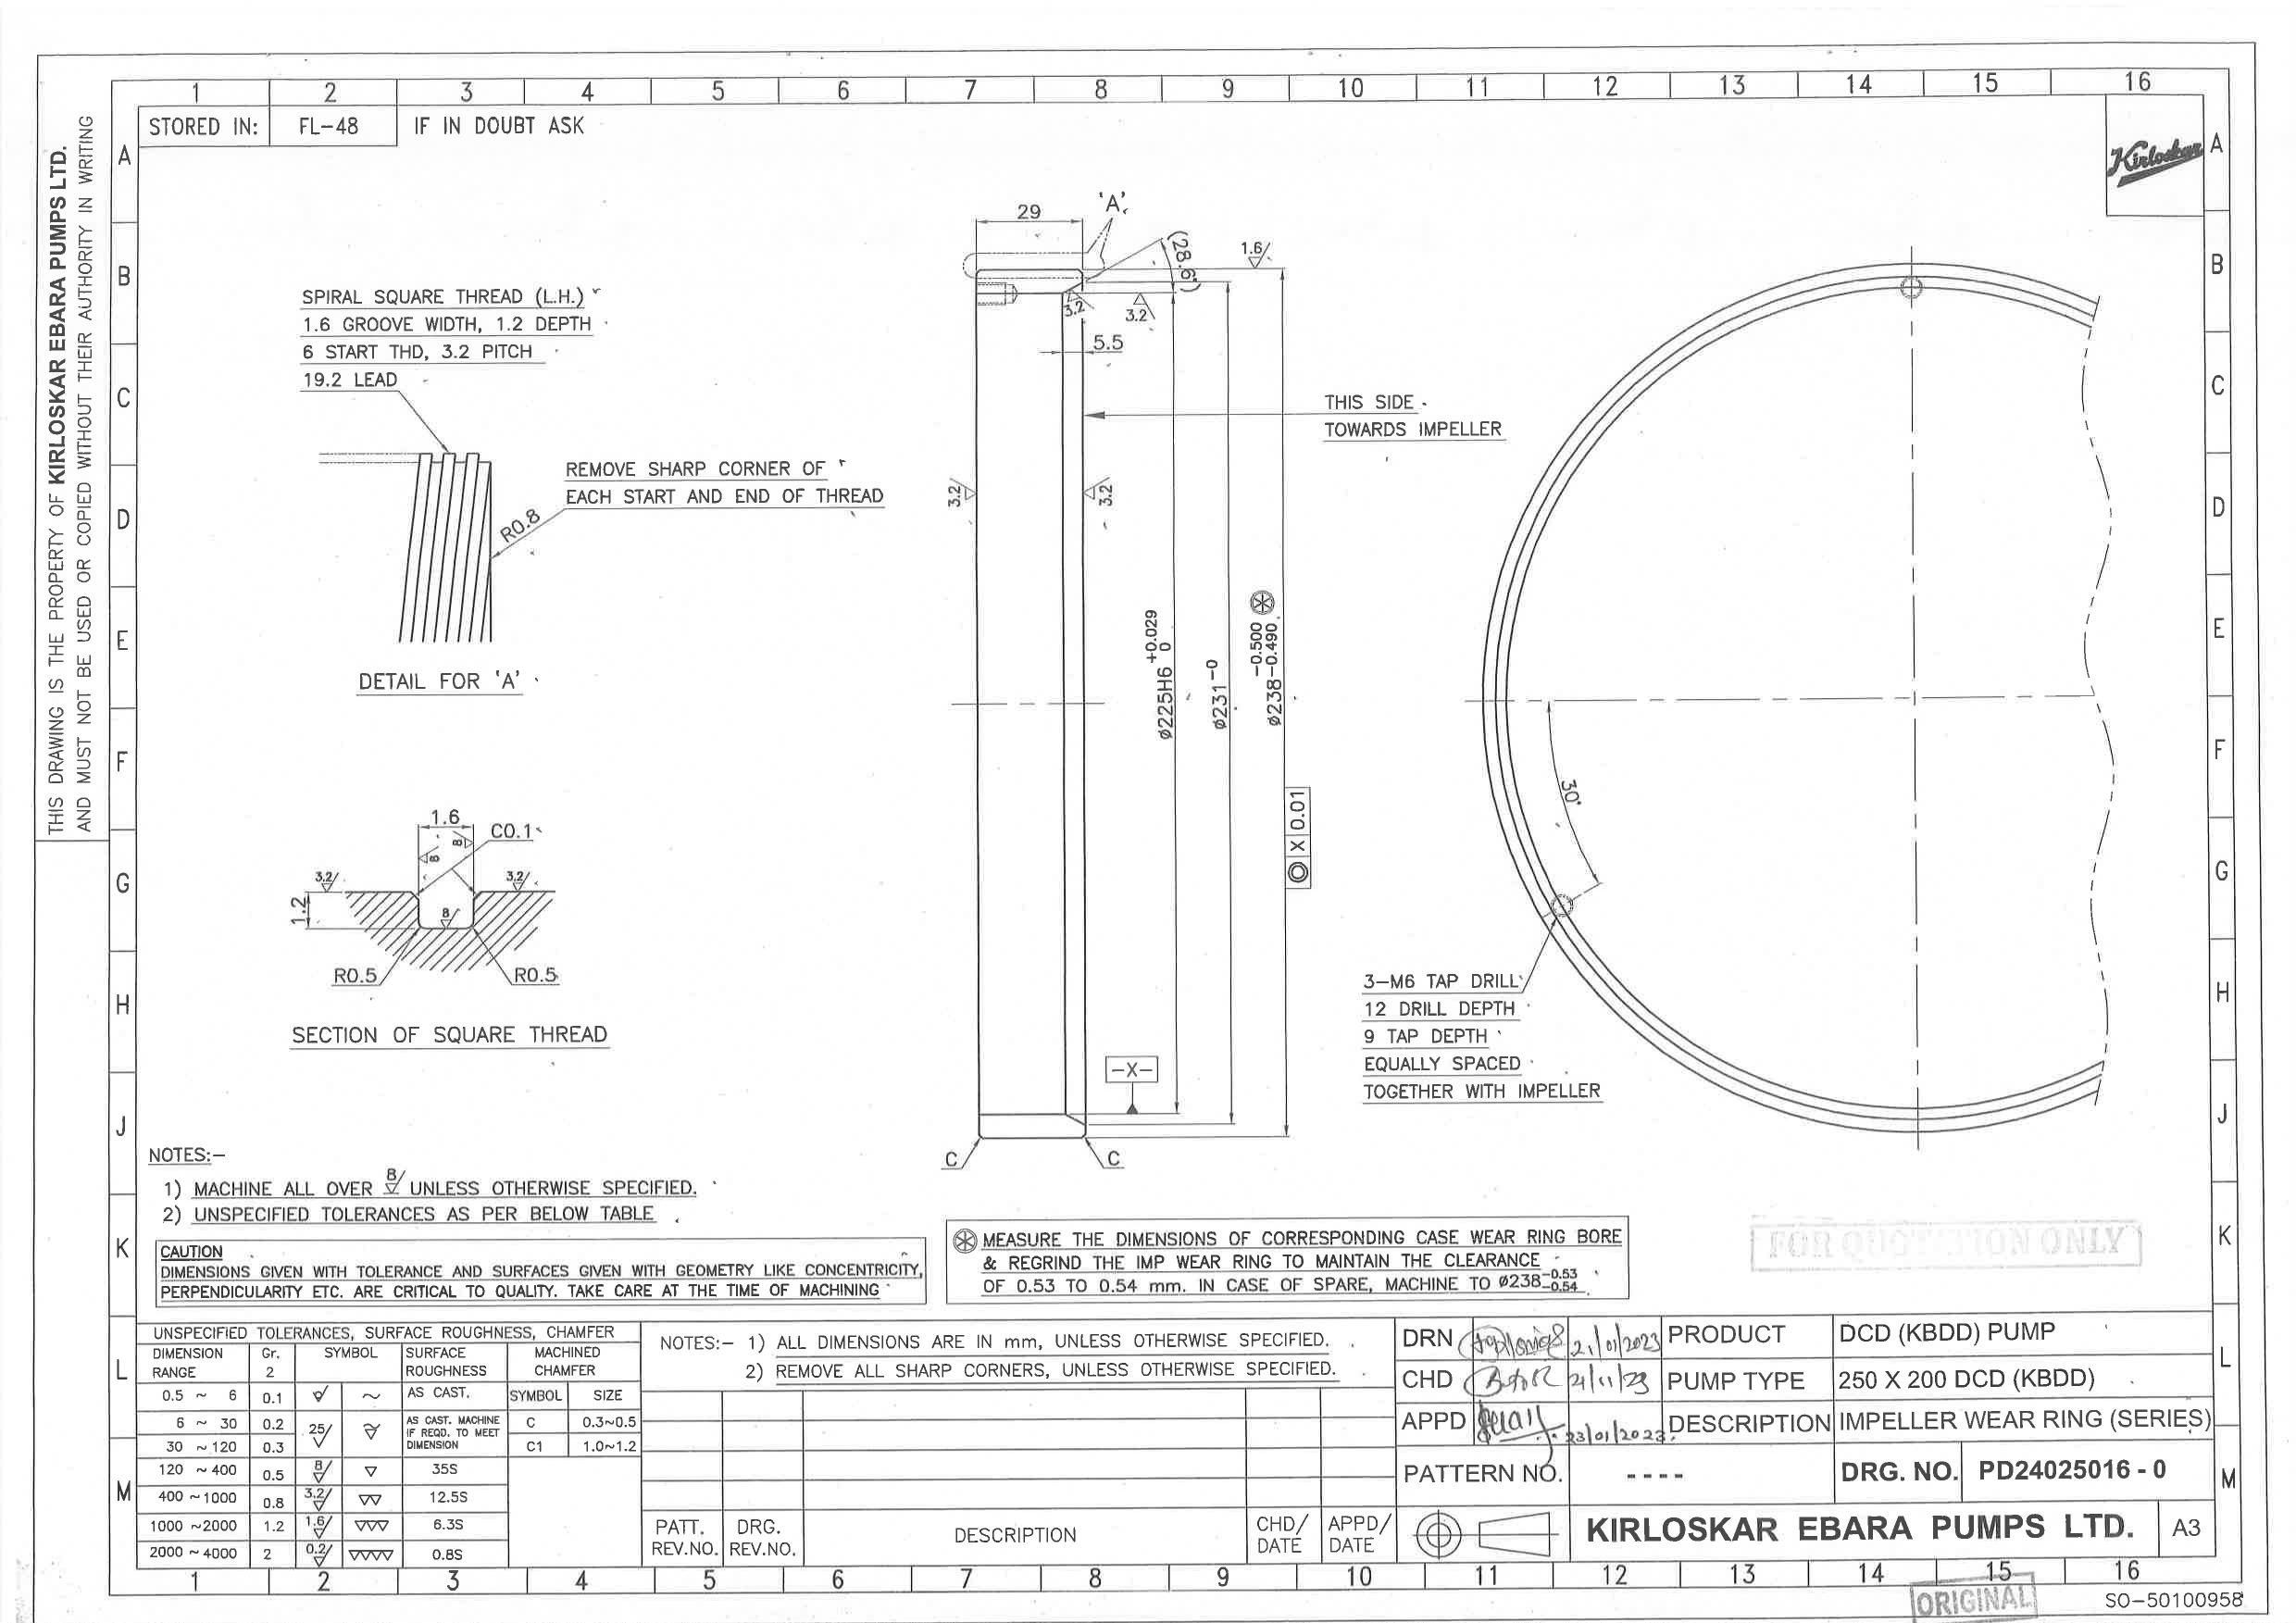 THIS DRAWING IS THE PROPERTY OF KIRLOSKAR EBARA PUMPS LTD.
AND MUST NOT BE USED OR COPIED WITHOUT THEIR AUTHORITY IN WRITING
1 2 3 4 5 6 7 8 9 10 11 12 13 14 15 16
A B C D E F G H J K L M
STORED IN: FL-48 IF IN DOUBT ASK
Kirloskar
A B C D E F G H J K L M
SPIRAL SQUARE THREAD (L.H.)
1.6 GROOVE WIDTH, 1.2 DEPTH
6 START THD, 3.2 PITCH
19.2 LEAD
REMOVE SHARP CORNER OF
EACH START AND END OF THREAD
R0.8
DETAIL FOR 'A'
1.6
C0.1
8
8
3.2
3.2
1.2
8
R0.5
R0.5
SECTION OF SQUARE THREAD
29
'A'
(28.6°)
1.6
3.2
3.2
5.5
THIS SIDE
TOWARDS IMPELLER
3.2
3.2
ø225H6 +0.029 0
ø231-0
ø238 -0.500 -0.490
◎ X 0.01
-X-
C
C
30°
3-M6 TAP DRILL
12 DRILL DEPTH
9 TAP DEPTH
EQUALLY SPACED
TOGETHER WITH IMPELLER
NOTES:-
1) MACHINE ALL OVER 8 UNLESS OTHERWISE SPECIFIED.
2) UNSPECIFIED TOLERANCES AS PER BELOW TABLE
CAUTION
DIMENSIONS GIVEN WITH TOLERANCE AND SURFACES GIVEN WITH GEOMETRY LIKE CONCENTRICITY,
PERPENDICULARITY ETC. ARE CRITICAL TO QUALITY. TAKE CARE AT THE TIME OF MACHINING
MEASURE THE DIMENSIONS OF CORRESPONDING CASE WEAR RING BORE
& REGRIND THE IMP WEAR RING TO MAINTAIN THE CLEARANCE
OF 0.53 TO 0.54 mm. IN CASE OF SPARE, MACHINE TO ø238 -0.53 -0.54
FOR QUOTATION ONLY
UNSPECIFIED TOLERANCES, SURFACE ROUGHNESS, CHAMFER
DIMENSION RANGE Gr. 2 SYMBOL SURFACE ROUGHNESS MACHINED CHAMFER
0.5 ~ 6 0.1 ~ AS CAST. SYMBOL SIZE
6 ~ 30 0.2 25 AS CAST. MACHINE IF REQD. TO MEET DIMENSION C 0.3~0.5
30 ~ 120 0.3 C1 1.0~1.2
120 ~ 400 0.5 8 ▽ 35S
400 ~ 1000 0.8 3.2 ▽▽ 12.5S
1000 ~2000 1.2 1.6 ▽▽▽ 6.3S
2000 ~ 4000 2 0.2 ▽▽▽▽ 0.8S
NOTES:- 1) ALL DIMENSIONS ARE IN mm, UNLESS OTHERWISE SPECIFIED.
2) REMOVE ALL SHARP CORNERS, UNLESS OTHERWISE SPECIFIED.
PATT. REV.NO. DRG. REV.NO. DESCRIPTION CHD/ DATE APPD/ DATE
DRN 21/01/2023 PRODUCT DCD (KBDD) PUMP
CHD PUMP TYPE 250 X 200 DCD (KBDD)
APPD 23/01/2023 DESCRIPTION IMPELLER WEAR RING (SERIES)
PATTERN NO. ---- DRG. NO. PD24025016 - 0
KIRLOSKAR EBARA PUMPS LTD. A3
1 2 3 4 5 6 7 8 9 10 11 12 13 14 15 16
ORIGINAL
SO-50100958